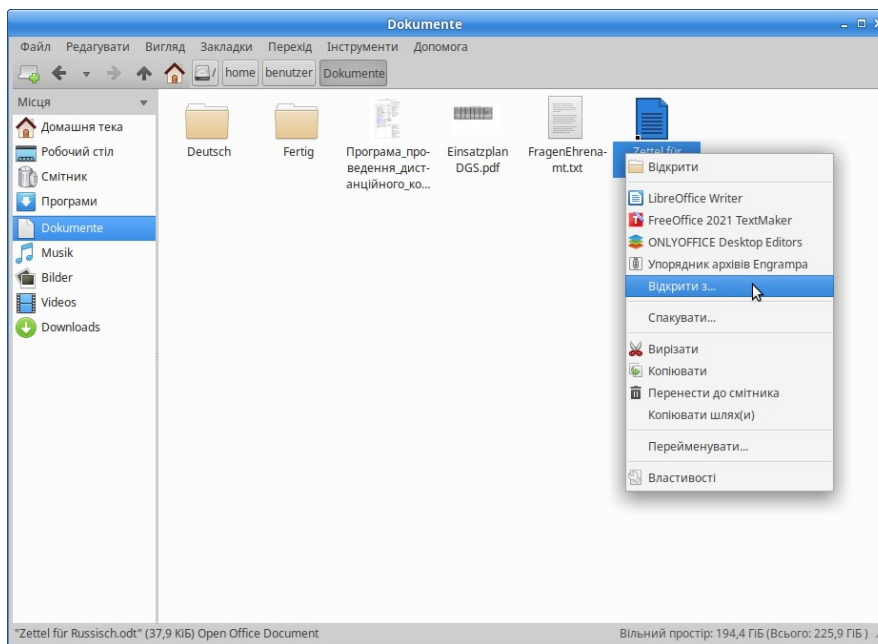 Dokumente
Файл Редагувати Вигляд Закладки Перехід Інструменти Допомога
/ home benutzer Dokumente
Місця
Домашня тека
Робочий стіл
Смітник
Програми
Dokumente
Musik
Bilder
Videos
Downloads
Deutsch
Fertig
Програма_про-
ведення_дист-
анційного_ко...
Einsatzplan
DGS.pdf
FragenEhrena-
mt.txt
Zettel für
Відкрити
LibreOffice Writer
FreeOffice 2021 TextMaker
ONLYOFFICE Desktop Editors
Упорядник архівів Engrampa
Відкрити з...
Спакувати...
Вирізати
Копіювати
Перенести до смітника
Копіювати шлях(и)
Перейменувати...
Властивості
"Zettel für Russisch.odt" (37,9 КіБ) Open Office Document
Вільний простір: 194,4 ГіБ (Всього: 225,9 ГіБ )